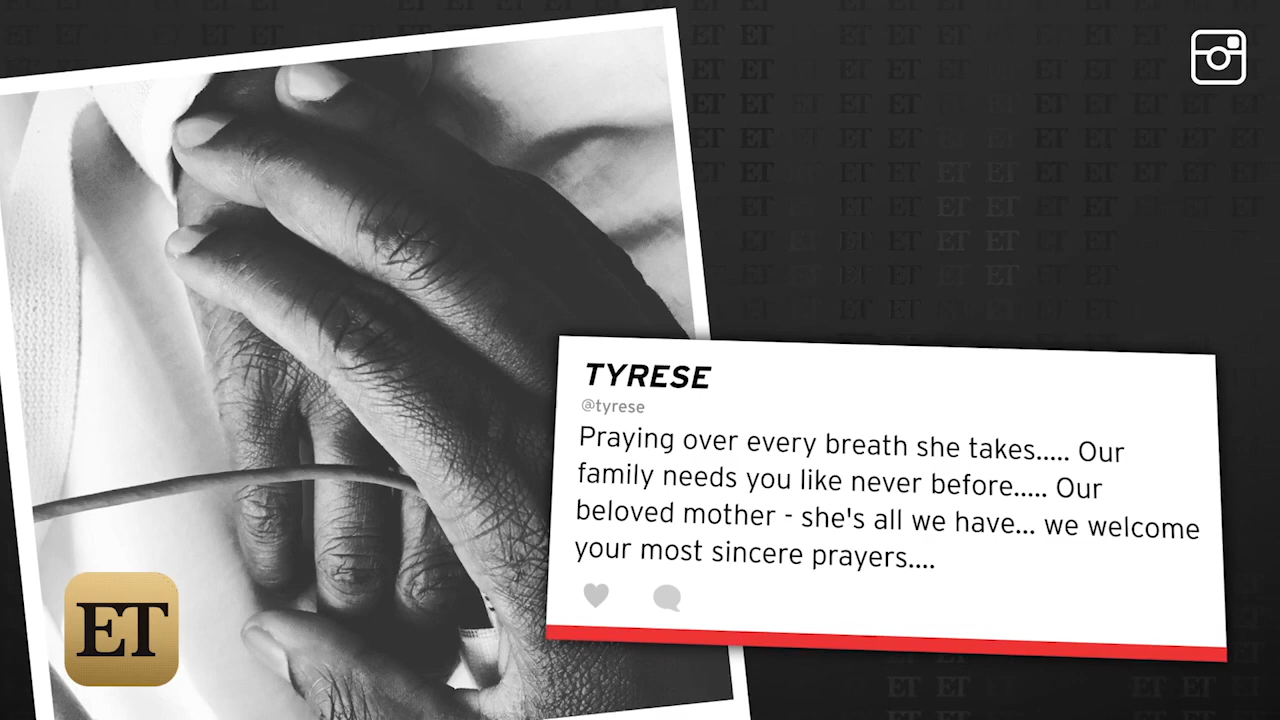 TYRESE
@tyrese
Praying over every breath she takes..... Our
family needs you like never before..... Our
beloved mother - she's all we have... we welcome
your most sincere prayers....
ET